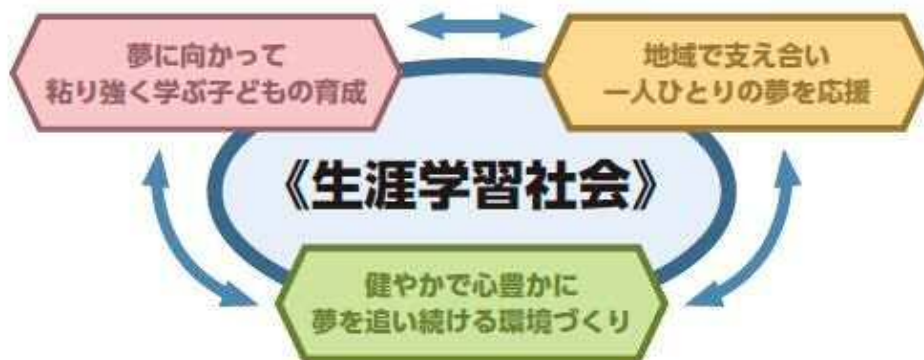 夢に向かって
粘り強く学ぶ子どもの育成
地域で支え合い
一人ひとりの夢を応援
《生涯学習社会》
健やかで心豊かに
夢を追い続ける環境づくり